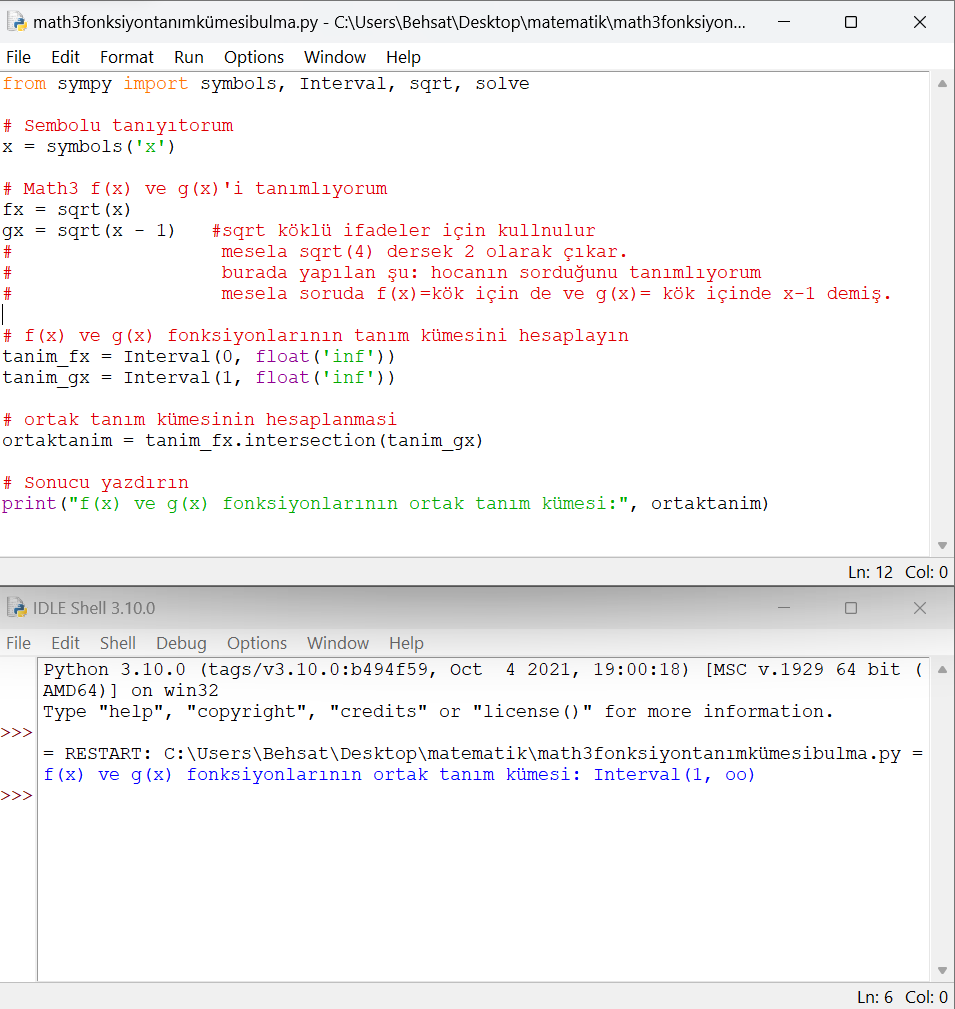 math3fonksiyontanımkümesibulma.py - C:\Users\Behsat\Desktop\matematik\math3fonksiyon...
File Edit Format Run Options Window Help
from sympy import symbols, Interval, sqrt, solve
# Sembolu tanıyıtorum
x = symbols('x')
# Math3 f(x) ve g(x)'i tanımlıyorum
fx = sqrt(x)
gx = sqrt(x - 1) #sqrt köklü ifadeler için kullnulur
# mesela sqrt(4) dersek 2 olarak çıkar.
# burada yapılan şu: hocanın sorduğunu tanımlıyorum
# mesela soruda f(x)=kök için de ve g(x)= kök içinde x-1 demiş.
# f(x) ve g(x) fonksiyonlarının tanım kümesini hesaplayın
tanim_fx = Interval(0, float('inf'))
tanim_gx = Interval(1, float('inf'))
# ortak tanım kümesinin hesaplanmasi
ortaktanim = tanim_fx.intersection(tanim_gx)
# Sonucu yazdırın
print("f(x) ve g(x) fonksiyonlarının ortak tanım kümesi:", ortaktanim)
Ln: 12 Col: 0
IDLE Shell 3.10.0
File Edit Shell Debug Options Window Help
Python 3.10.0 (tags/v3.10.0:b494f59, Oct  4 2021, 19:00:18) [MSC v.1929 64 bit (
AMD64)] on win32
Type "help", "copyright", "credits" or "license()" for more information.
>>>
= RESTART: C:\Users\Behsat\Desktop\matematik\math3fonksiyontanımkümesibulma.py =
f(x) ve g(x) fonksiyonlarının ortak tanım kümesi: Interval(1, oo)
>>>
Ln: 6 Col: 0